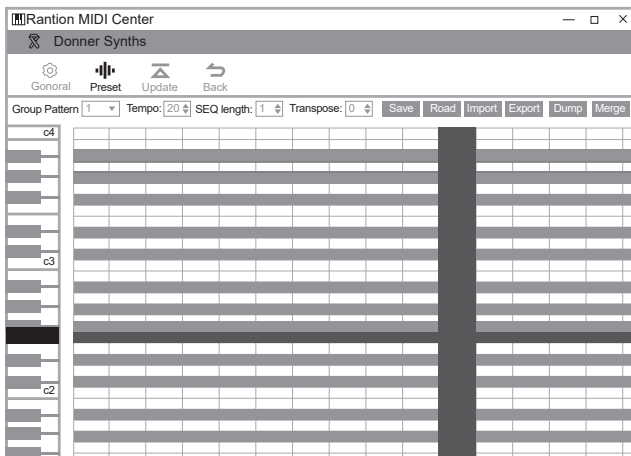 Rantion MIDI Center
Donner Synths
Gonoral Preset Update Back
Group Pattern 1 Tempo: 20 SEQ length: 1 Transpose: 0 Save Road Import Export Dump Merge
c4
c3
c2